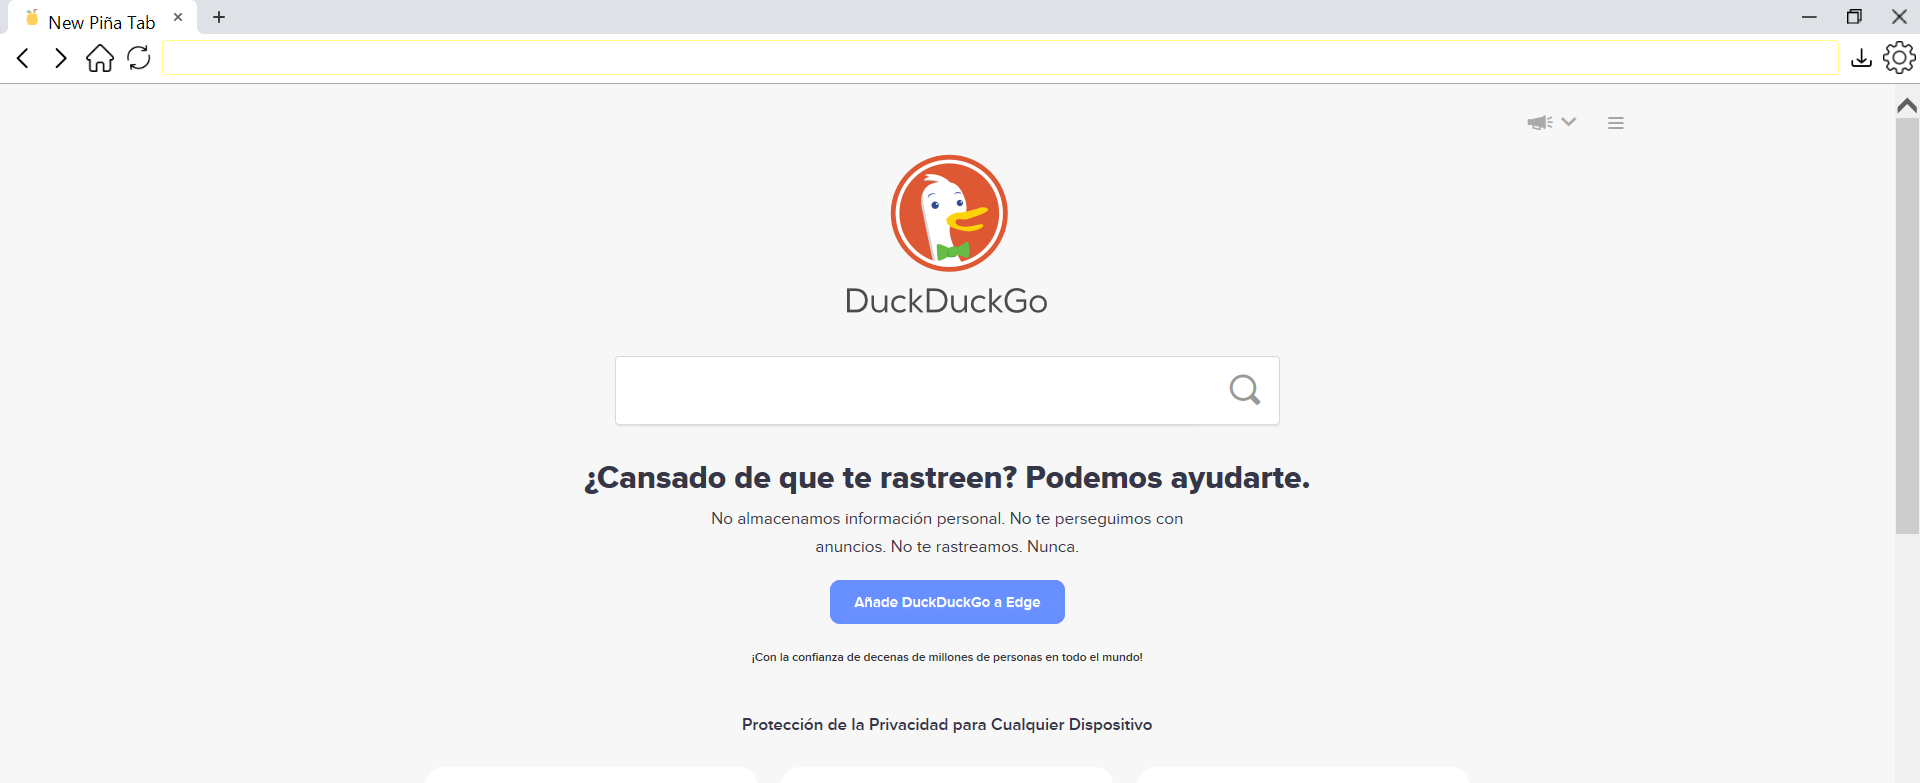 New Piña Tab
DuckDuckGo
¿Cansado de que te rastreen? Podemos ayudarte.
No almacenamos información personal. No te perseguimos con
anuncios. No te rastreamos. Nunca.
Añade DuckDuckGo a Edge
¡Con la confianza de decenas de millones de personas en todo el mundo!
Protección de la Privacidad para Cualquier Dispositivo